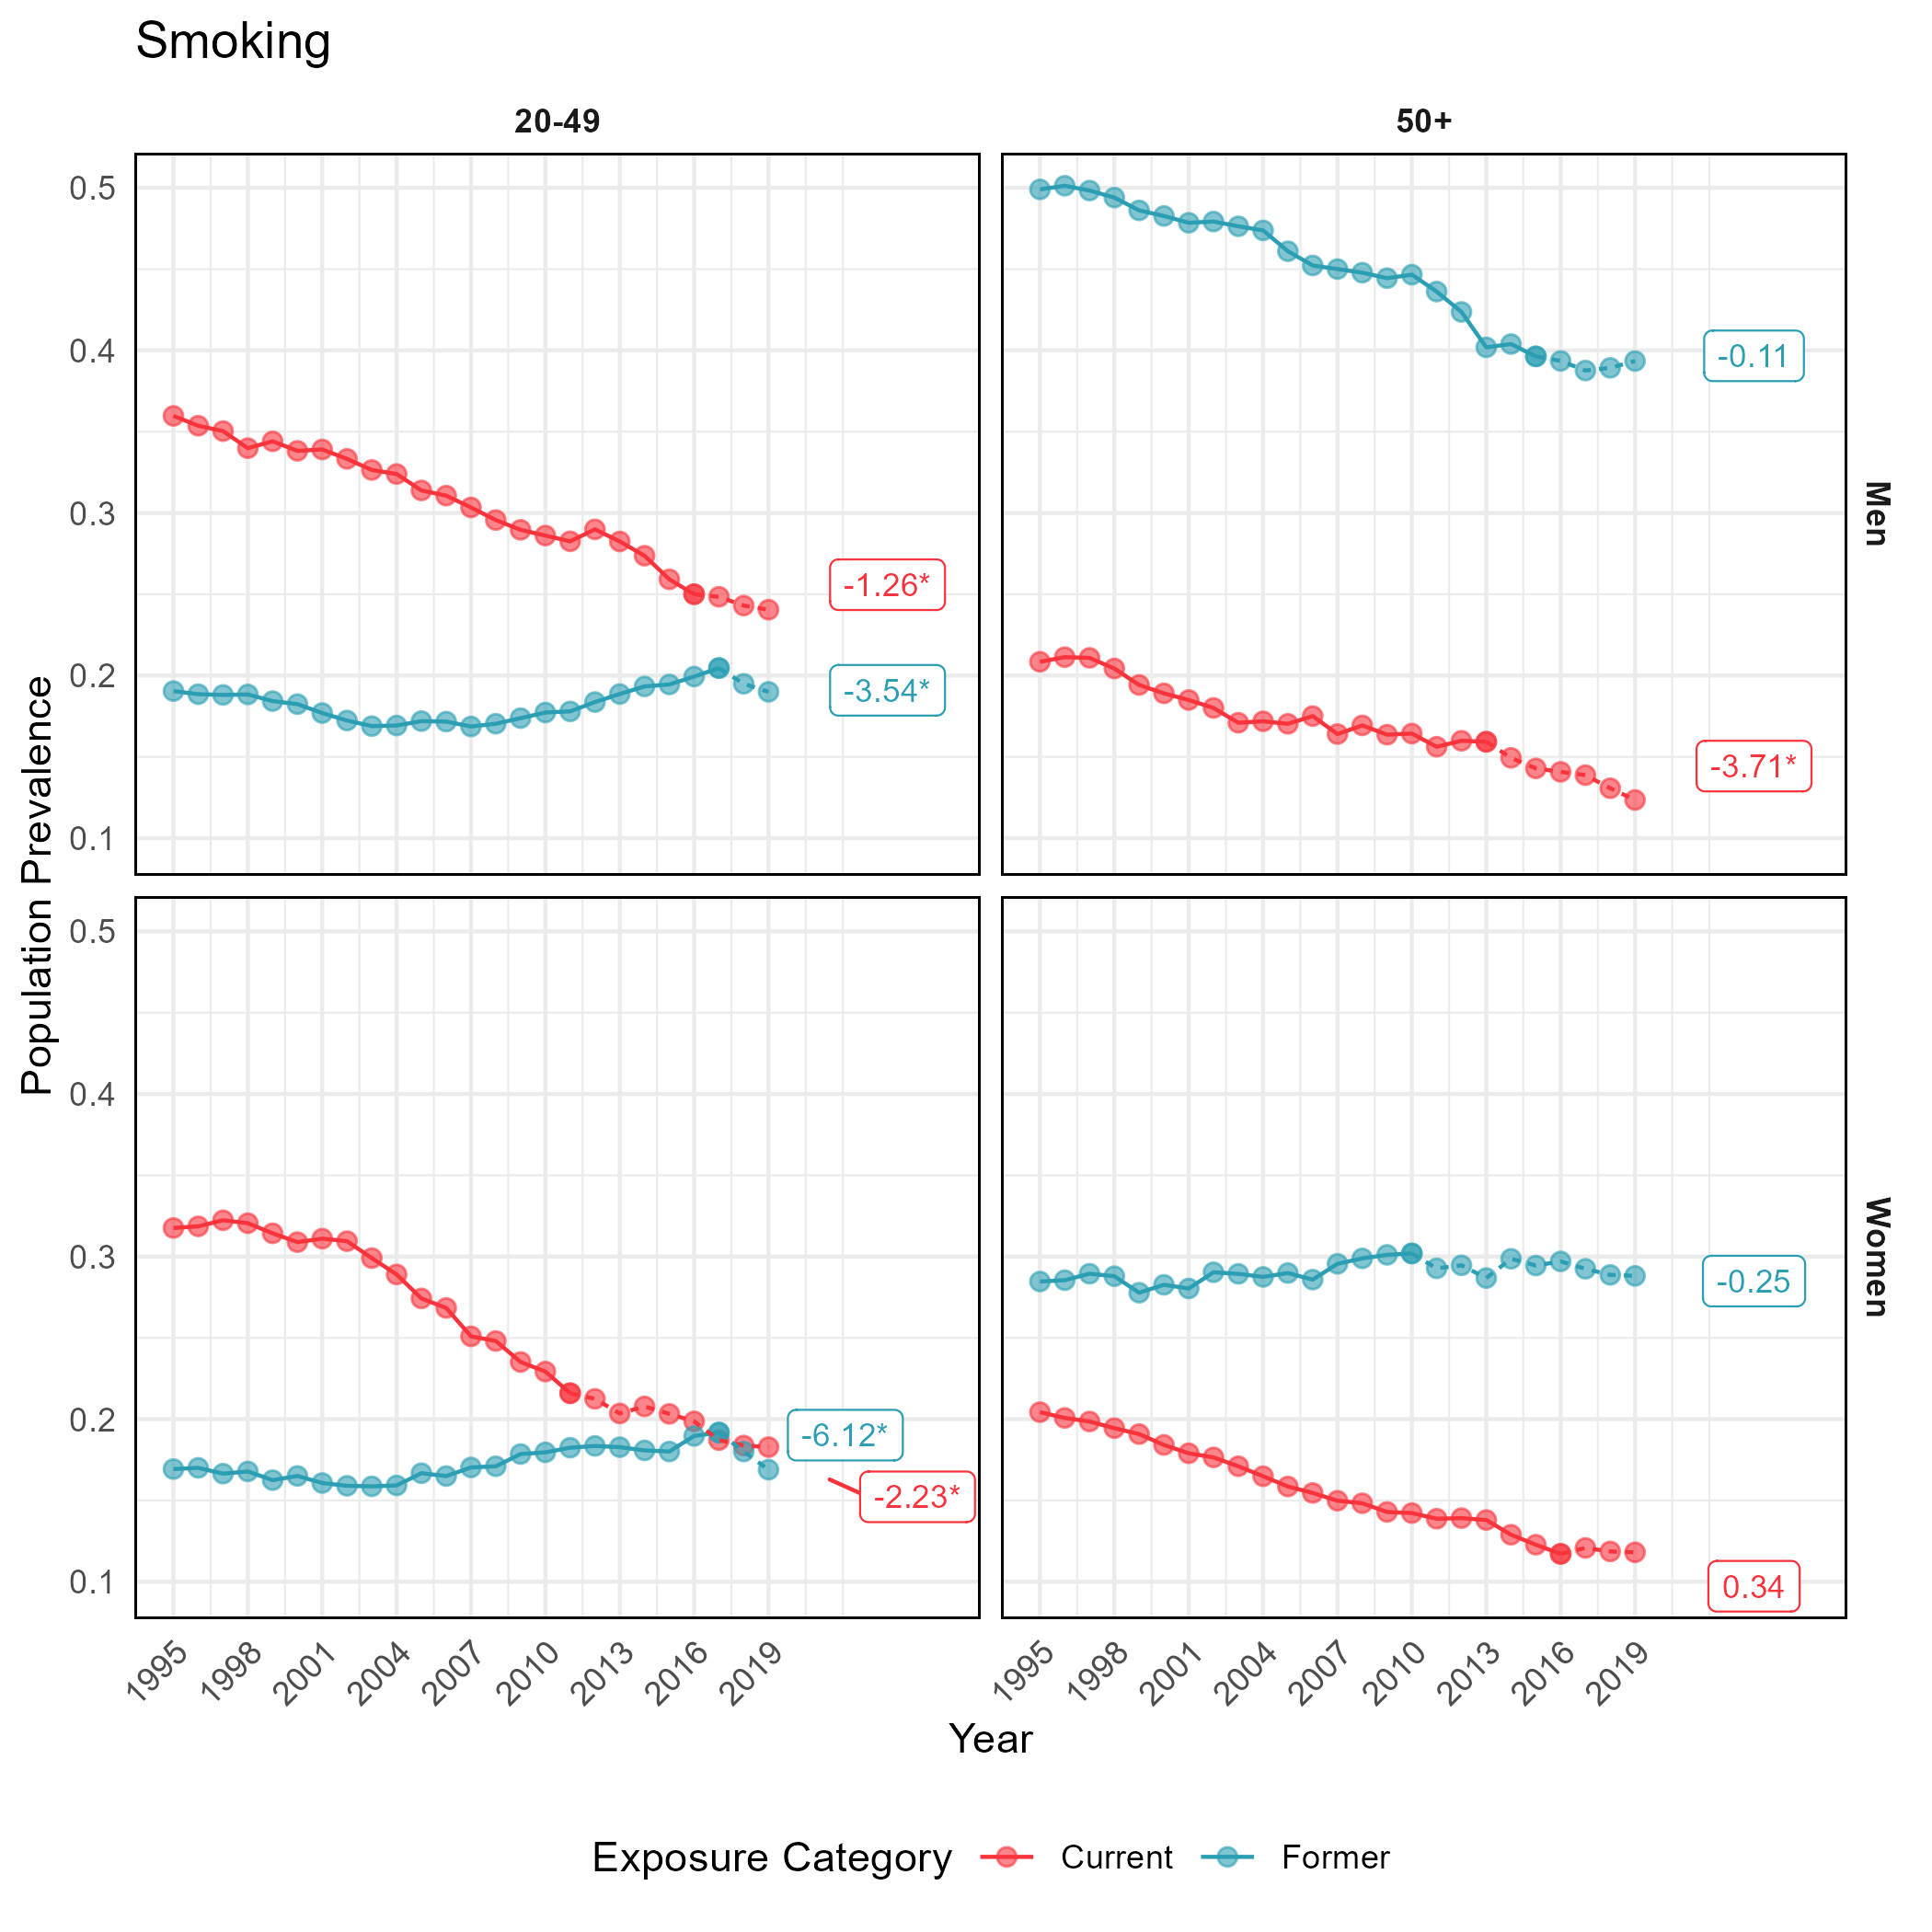 Smoking
20-49
50+
0.5
0.4
0.3
0.2
0.1
-1.26*
-3.54*
-0.11
-3.71*
Men
Population Prevalence
0.5
0.4
0.3
0.2
0.1
-6.12*
-2.23*
-0.25
0.34
Women
1995 1998 2001 2004 2007 2010 2013 2016 2019
1995 1998 2001 2004 2007 2010 2013 2016 2019
Year
Exposure Category Current Former